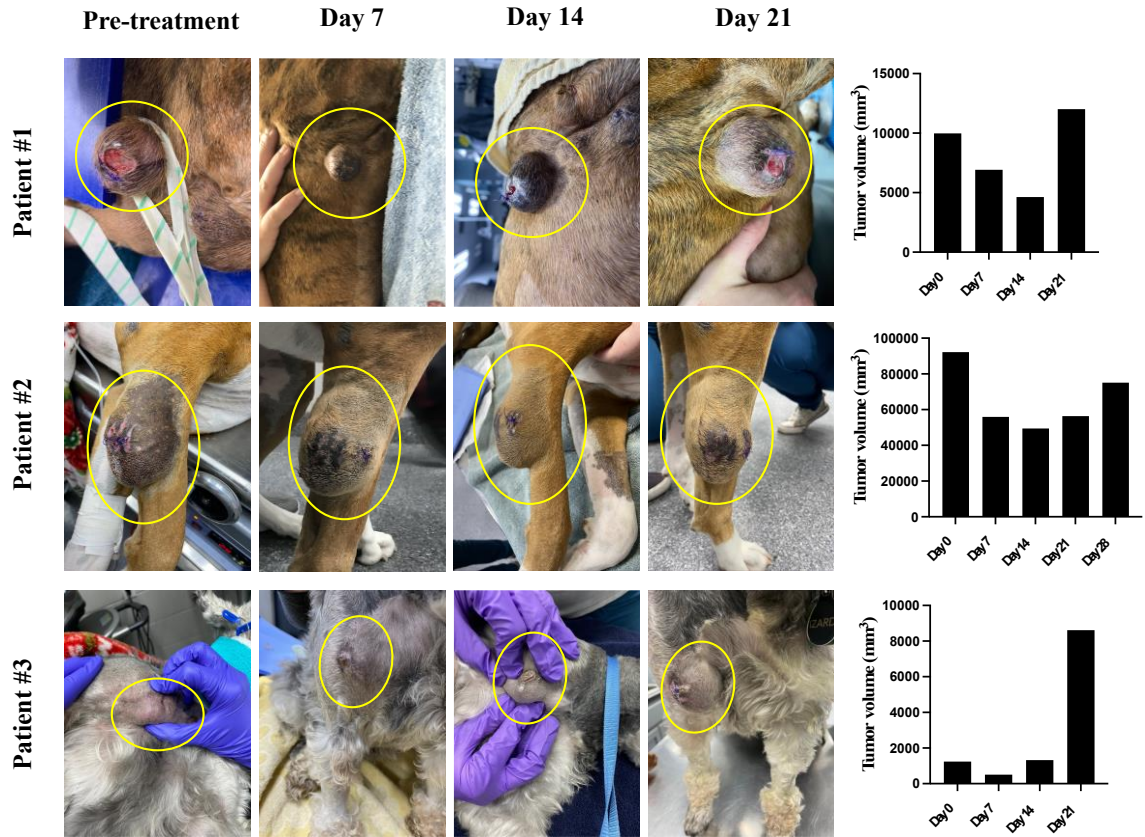 Pre-treatment Day 7 Day 14 Day 21
Patient #1
Tumor volume (mm³)
15000
10000
5000
0
Day0 Day7 Day14 Day21
Patient #2
Tumor volume (mm³)
100000
80000
60000
40000
20000
0
Day0 Day7 Day14 Day21 Day28
Patient #3
IZARD
Tumor volume (mm³)
10000
8000
6000
4000
2000
0
Day0 Day7 Day14 Day21